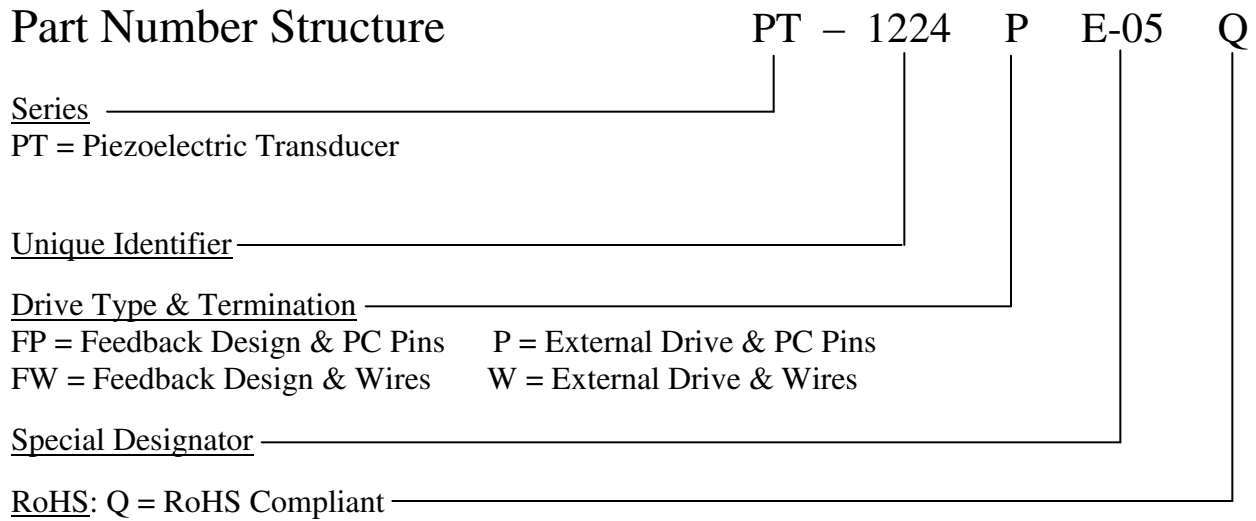 Part Number Structure PT – 1224 P E-05 Q
Series
PT = Piezoelectric Transducer
Unique Identifier
Drive Type & Termination
FP = Feedback Design & PC Pins P = External Drive & PC Pins
FW = Feedback Design & Wires W = External Drive & Wires
Special Designator
RoHS: Q = RoHS Compliant